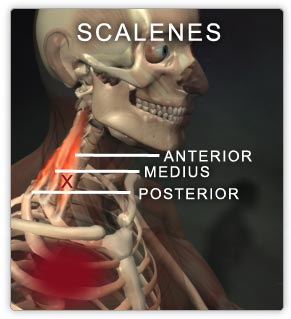 SCALENES
ANTERIOR
MEDIUS
X
POSTERIOR